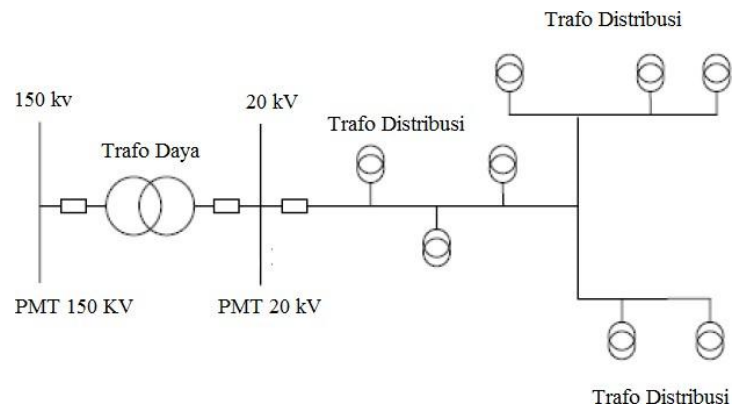 Trafo Distribusi
150 kv
20 kV
Trafo Distribusi
Trafo Daya
PMT 150 KV
PMT 20 kV
Trafo Distribusi